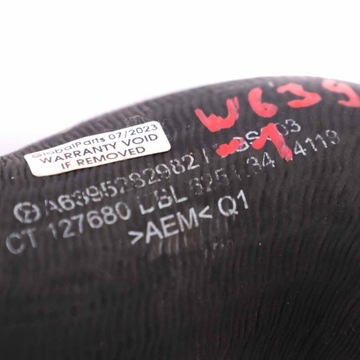 W639
GlobalParts 07/2023
WARRANTY VOID
IF REMOVED
A6395282982
CT 127680 LBL
>AEM< Q1